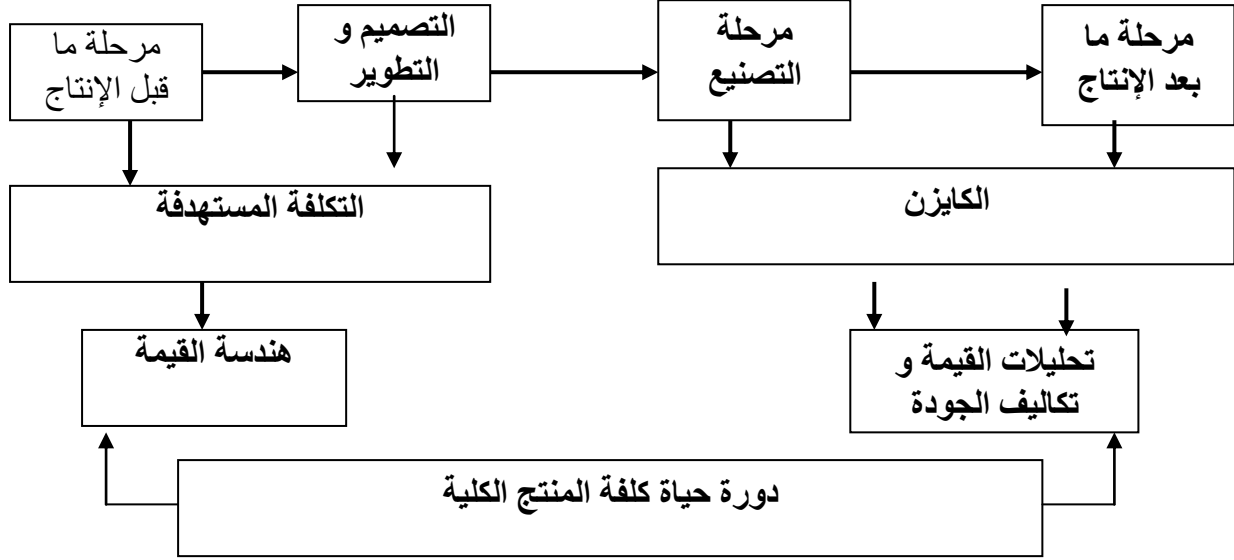 مرحلة ما
قبل الإنتاج
التصميم و
التطوير
مرحلة
التصنيع
مرحلة ما
بعد الإنتاج
التكلفة المستهدفة
الكايزن
هندسة القيمة
تحليلات القيمة و
تكاليف الجودة
دورة حياة كلفة المنتج الكلية